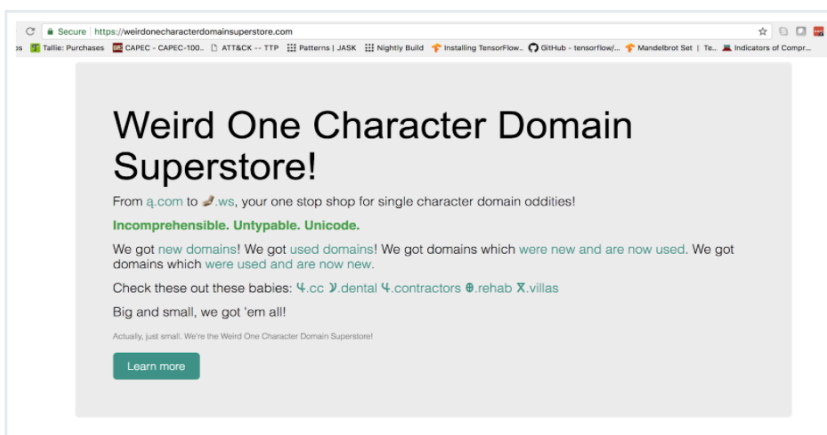 Secure https://weirdonecharacterdomainsuperstore.com
Tallie: Purchases CAPEC - CAPEC-100... ATT&CK -- TTP Patterns | JASK Nightly Build Installing TensorFlow... GitHub - tensorflow/... Mandelbrot Set | Te... Indicators of Compr...
Weird One Character Domain
Superstore!
From ą.com to .ws, your one stop shop for single character domain oddities!
Incomprehensible. Untypable. Unicode.
We got new domains! We got used domains! We got domains which were new and are now used. We got
domains which were used and are now new.
Check these out these babies: .cc .dental .contractors .rehab .villas
Big and small, we got 'em all!
Actually, just small. We're the Weird One Character Domain Superstore!
Learn more